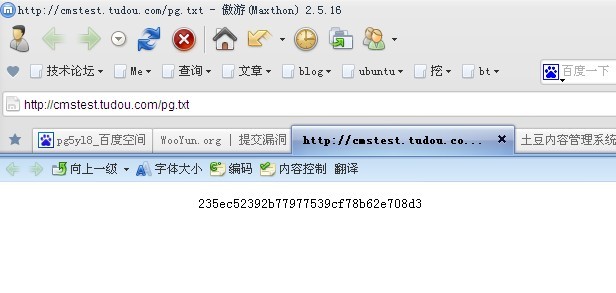 http://cmstest.tudou.com/pg.txt - 傲游(Maxthon) 2.5.16
技术论坛 Me 查询 文章 blog ubuntu 挖 bt 百度一下
http://cmstest.tudou.com/pg.txt
pg5yl8_百度空间 WooYun.org | 提交漏洞 http://cmstest.tudou.co... 土豆内容管理系统
向上一级 字体大小 编码 内容控制 翻译
235ec52392b77977539cf78b62e708d3